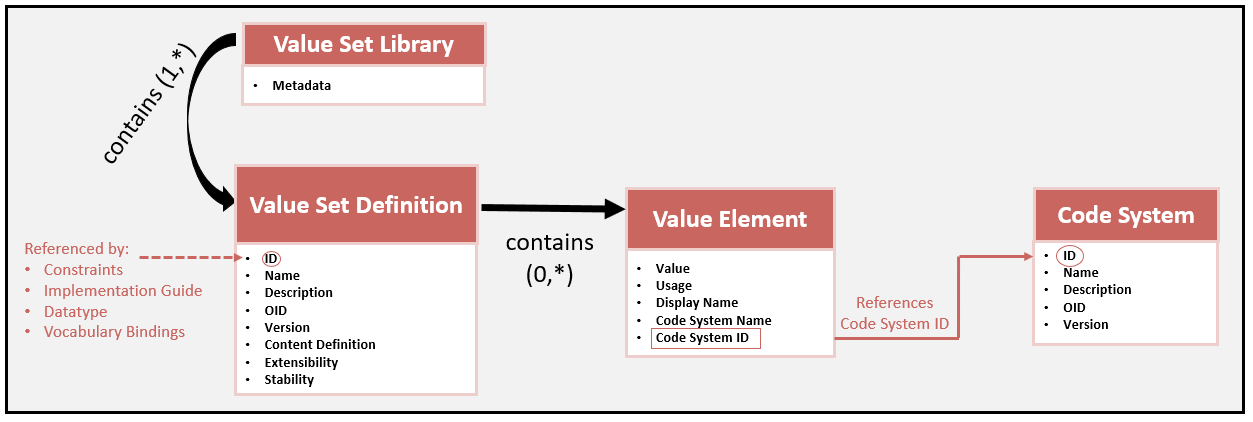 Value Set Library
• Metadata
contains (1,*)
Value Set Definition
• ID
• Name
• Description
• OID
• Version
• Content Definition
• Extensibility
• Stability
Referenced by:
• Constraints
• Implementation Guide
• Datatype
• Vocabulary Bindings
contains
(0,*)
Value Element
• Value
• Usage
• Display Name
• Code System Name
• Code System ID
References
Code System ID
Code System
• ID
• Name
• Description
• OID
• Version